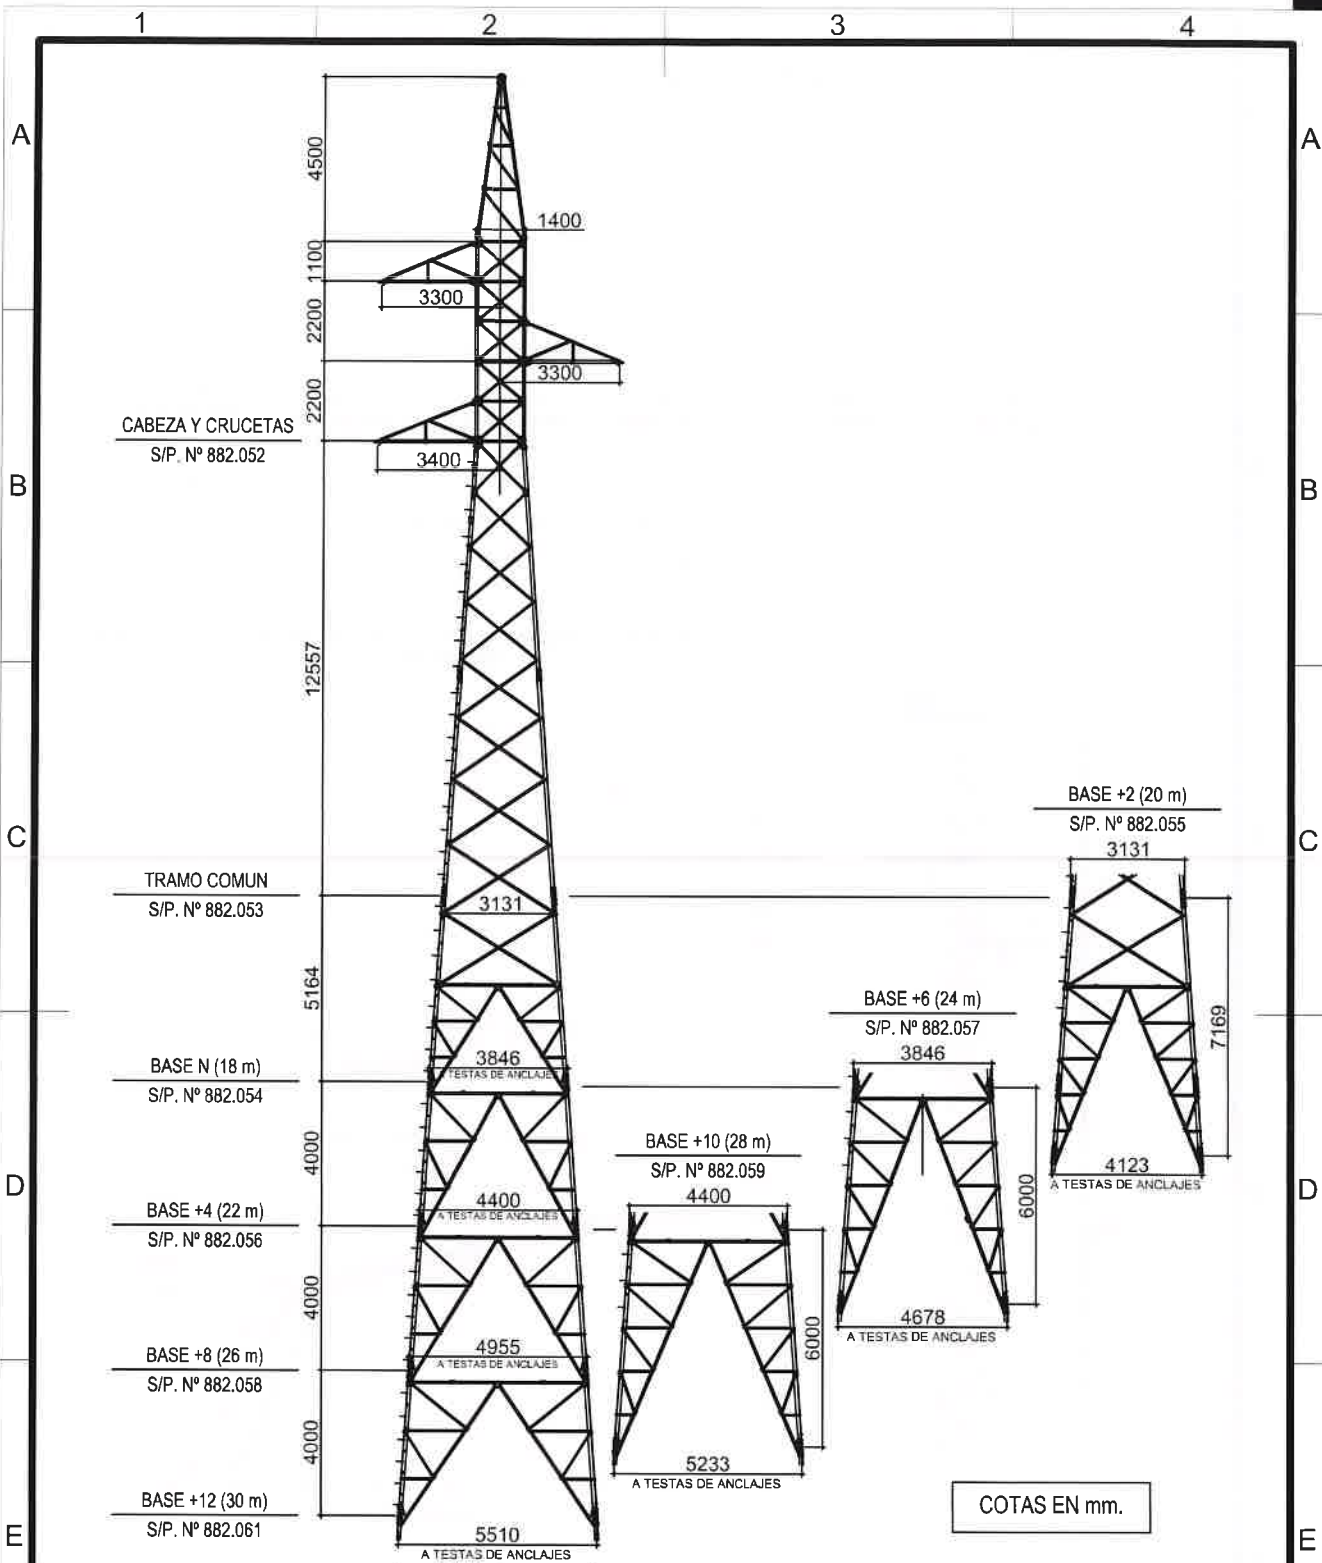 1 2 3 4
A A
4500
1400
1100
3300
2200
3300
2200
CABEZA Y CRUCETAS
S/P. Nº 882.052
3400
B B
12557
BASE +2 (20 m)
S/P. Nº 882.055
C C
3131
TRAMO COMUN
S/P. Nº 882.053
3131
5164
BASE +6 (24 m)
S/P. Nº 882.057
7169
3846
3846
A TESTAS DE ANCLAJES
BASE N (18 m)
S/P. Nº 882.054
4000
BASE +10 (28 m)
S/P. Nº 882.059
4123
A TESTAS DE ANCLAJES
D D
4400
A TESTAS DE ANCLAJES
4400
6000
BASE +4 (22 m)
S/P. Nº 882.056
4000
4678
A TESTAS DE ANCLAJES
6000
4955
A TESTAS DE ANCLAJES
BASE +8 (26 m)
S/P. Nº 882.058
4000
5233
A TESTAS DE ANCLAJES
BASE +12 (30 m)
S/P. Nº 882.061
COTAS EN mm.
E E
5510
A TESTAS DE ANCLAJES